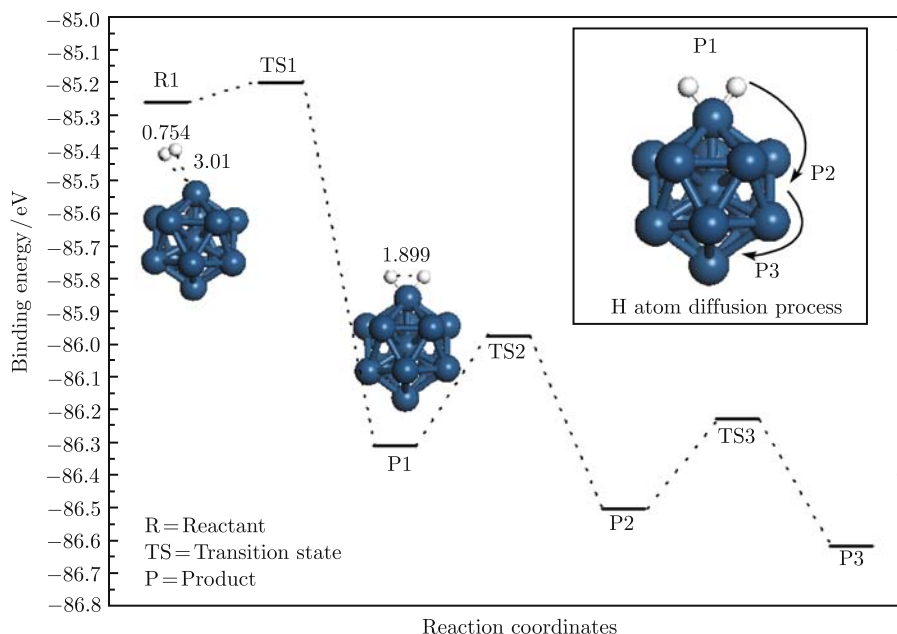 Binding energy/eV
−85.0
−85.1
−85.2
−85.3
−85.4
−85.5
−85.6
−85.7
−85.8
−85.9
−86.0
−86.1
−86.2
−86.3
−86.4
−86.5
−86.6
−86.7
−86.8
R1
TS1
0.754
3.01
1.899
P1
TS2
P2
TS3
P3
P1
P2
P3
H atom diffusion process
R=Reactant
TS=Transition state
P=Product
Reaction coordinates